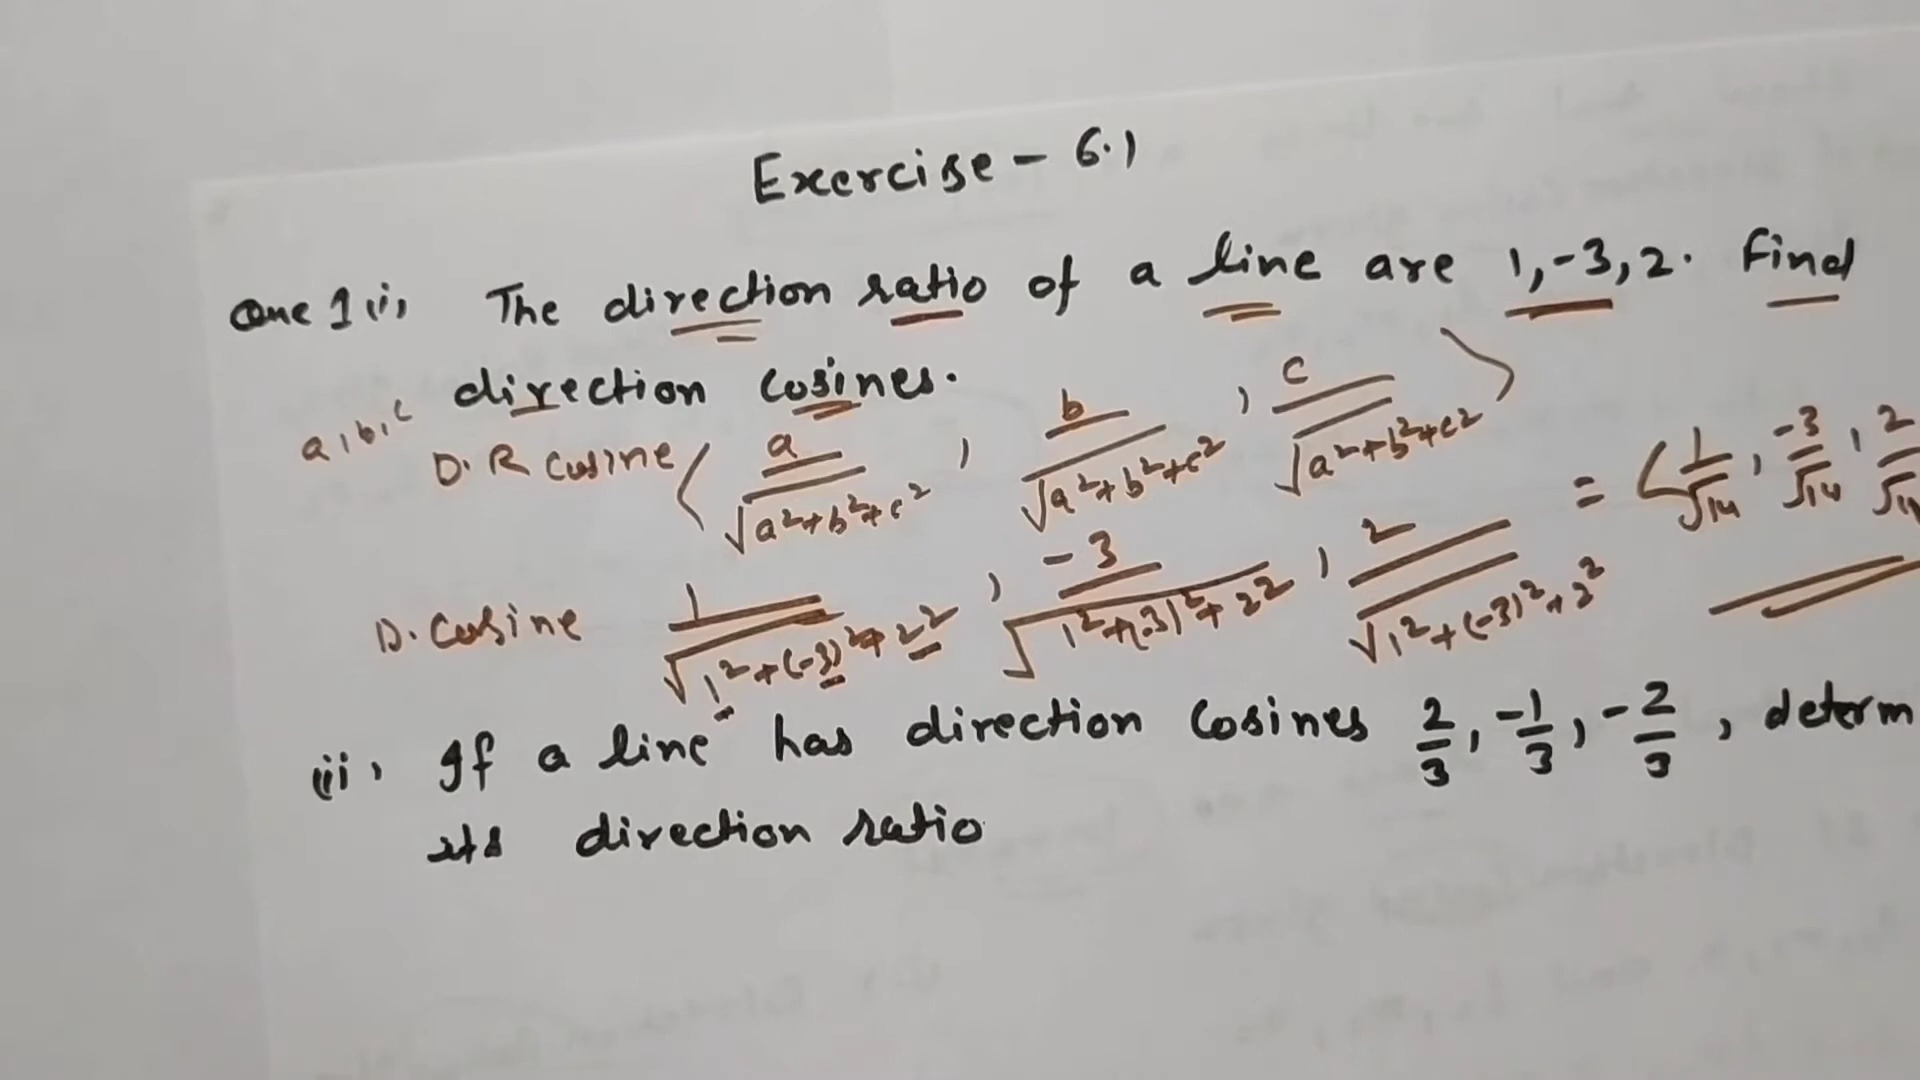 Exercise - 6.1
Que 1 (i), The direction ratio of a line are 1, -3, 2. Find
direction cosines.
a, b, c
D. R cosine < a/√a²+b²+c² , b/√a²+b²+c² , c/√a²+b²+c² >
= < 1/√14 , -3/√14 , 2/√14
D. Cosine 1/√1²+(-3)²+2² , -3/√1²+(-3)²+2² , 2/√1²+(-3)²+2²
(ii, If a line has direction cosines 2/3, -1/3, -2/3, determ
its direction ratio